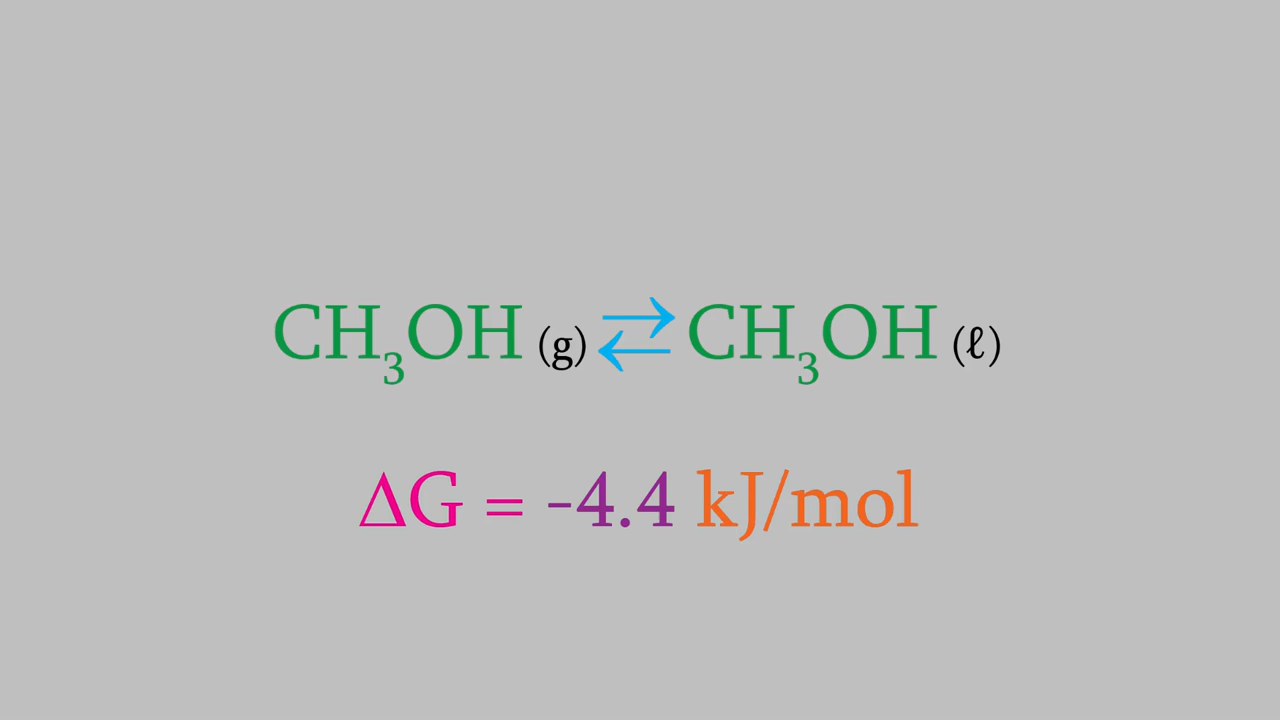 CH₃OH (g) ⇄ CH₃OH (ℓ)
ΔG = -4.4 kJ/mol